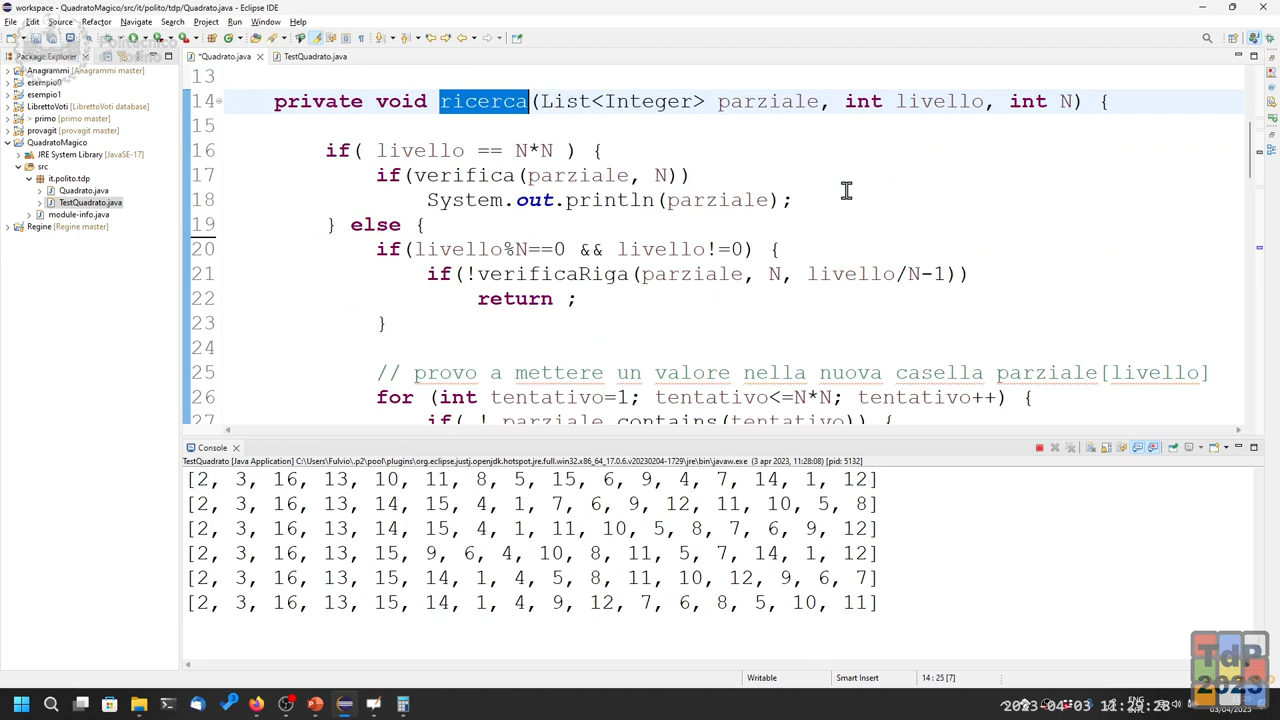 workspace - QuadratoMagico/src/it/polito/tdp/Quadrato.java - Eclipse IDE
File Edit Source Refactor Navigate Search Project Run Window Help
Politecnico
Package Explorer
*Quadrato.java
TestQuadrato.java
Anagrammi [Anagrammi master]
esempio0
esempio1
LibrettoVoti [LibrettoVoti database]
> primo [primo master]
provagit [provagit master]
QuadratoMagico
JRE System Library [JavaSE-17]
src
it.polito.tdp
Quadrato.java
TestQuadrato.java
module-info.java
Regine [Regine master]
13
14 private void ricerca(List<Integer> parziale, int livello, int N) {
15
16 if( livello == N*N ) {
17 if(verifica(parziale, N))
18 System.out.println(parziale);
19 } else {
20 if(livello%N==0 && livello!=0) {
21 if(!verificaRiga(parziale, N, livello/N-1))
22 return ;
23 }
24
25 // provo a mettere un valore nella nuova casella parziale[livello]
26 for (int tentativo=1; tentativo<=N*N; tentativo++) {
27 if( ! parziale.contains(tentativo)) {
Console
TestQuadrato [Java Application] C:\Users\Fulvio\.p2\pool\plugins\org.eclipse.justj.openjdk.hotspot.jre.full.win32.x86_64_17.0.6.v20230204-1729\jre\bin\javaw.exe (3 apr 2023, 11:28:08) [pid: 5132]
[2, 3, 16, 13, 10, 11, 8, 5, 15, 6, 9, 4, 7, 14, 1, 12]
[2, 3, 16, 13, 14, 15, 4, 1, 7, 6, 9, 12, 11, 10, 5, 8]
[2, 3, 16, 13, 14, 15, 4, 1, 11, 10, 5, 8, 7, 6, 9, 12]
[2, 3, 16, 13, 15, 9, 6, 4, 10, 8, 11, 5, 7, 14, 1, 12]
[2, 3, 16, 13, 15, 14, 1, 4, 5, 8, 11, 10, 12, 9, 6, 7]
[2, 3, 16, 13, 15, 14, 1, 4, 9, 12, 7, 6, 8, 5, 10, 11]
Writable
Smart Insert
14 : 25 [7]
TdP
2023
ENG
2023-04-03 11:28:28
03/04/2023